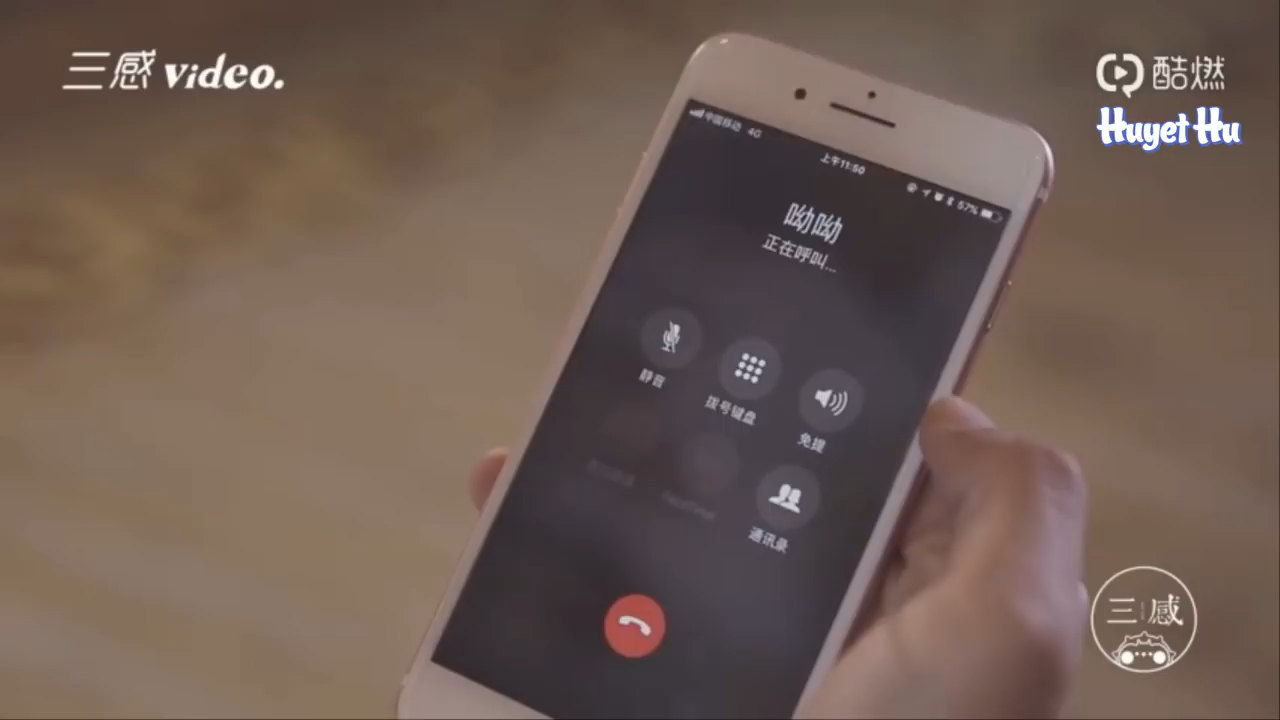 三感 video.
酷燃
Huyet Hu
中国移动 4G
上午11:50
57%
呦呦
正在呼叫...
静音
拨号键盘
免提
通讯录
三感